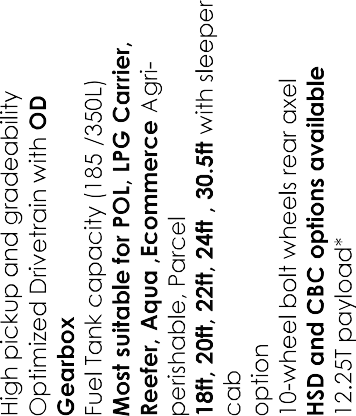 High pickup and gradeability
Optimized Drivetrain with OD
Gearbox
Fuel Tank capacity (185 /350L)
Most suitable for POL, LPG Carrier,
Reefer, Aqua ,Ecommerce Agri-
perishable, Parcel
18ft, 20ft, 22ft, 24ft , 30.5ft with sleeper
cab
option
10-wheel bolt wheels rear axel
HSD and CBC options available
12.25T payload*